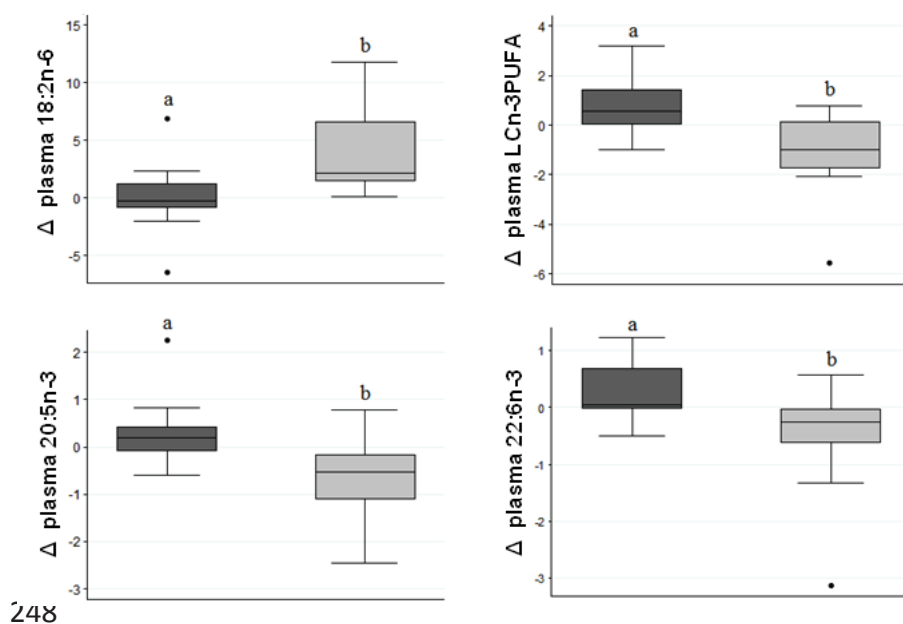 Δ plasma 18:2n-6
15
10
5
0
-5
a
b
Δ plasma LCn-3PUFA
4
2
0
-2
-4
-6
a
b
Δ plasma 20:5n-3
2
1
0
-1
-2
-3
a
b
Δ plasma 22:6n-3
1
0
-1
-2
-3
a
b
248